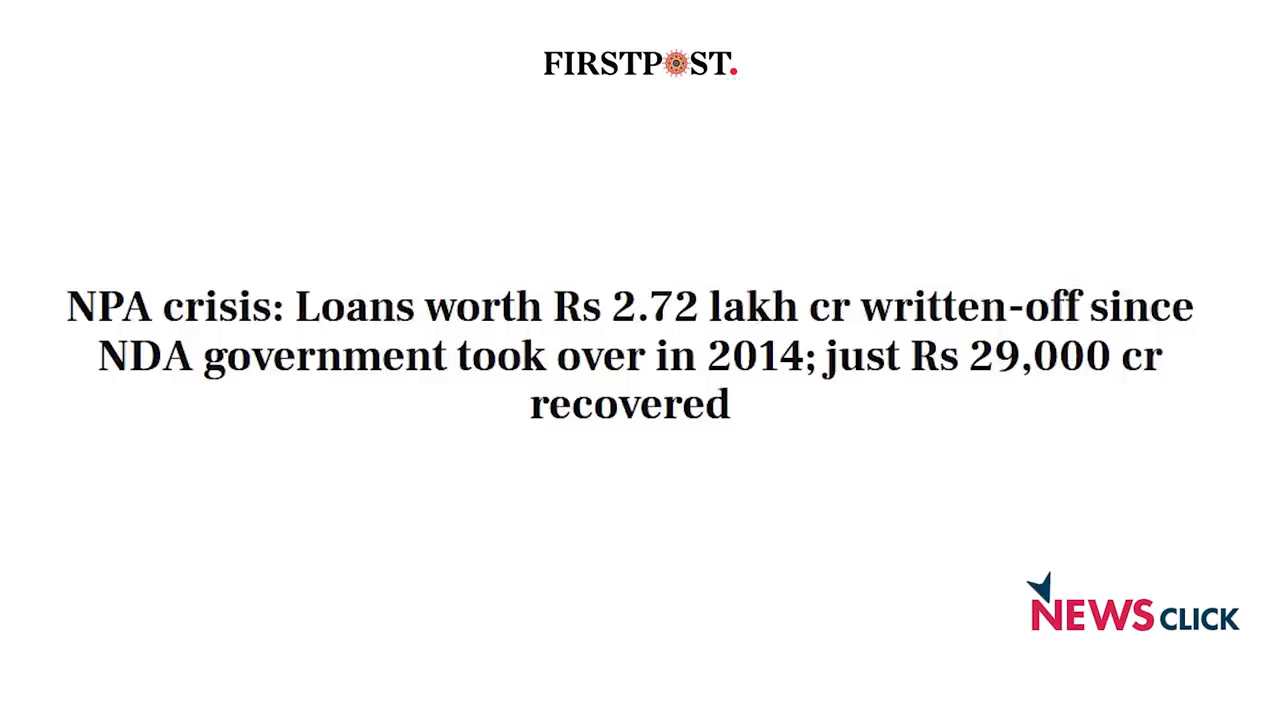 FIRSTPOST.
NPA crisis: Loans worth Rs 2.72 lakh cr written-off since
NDA government took over in 2014; just Rs 29,000 cr
recovered
NEWSCLICK